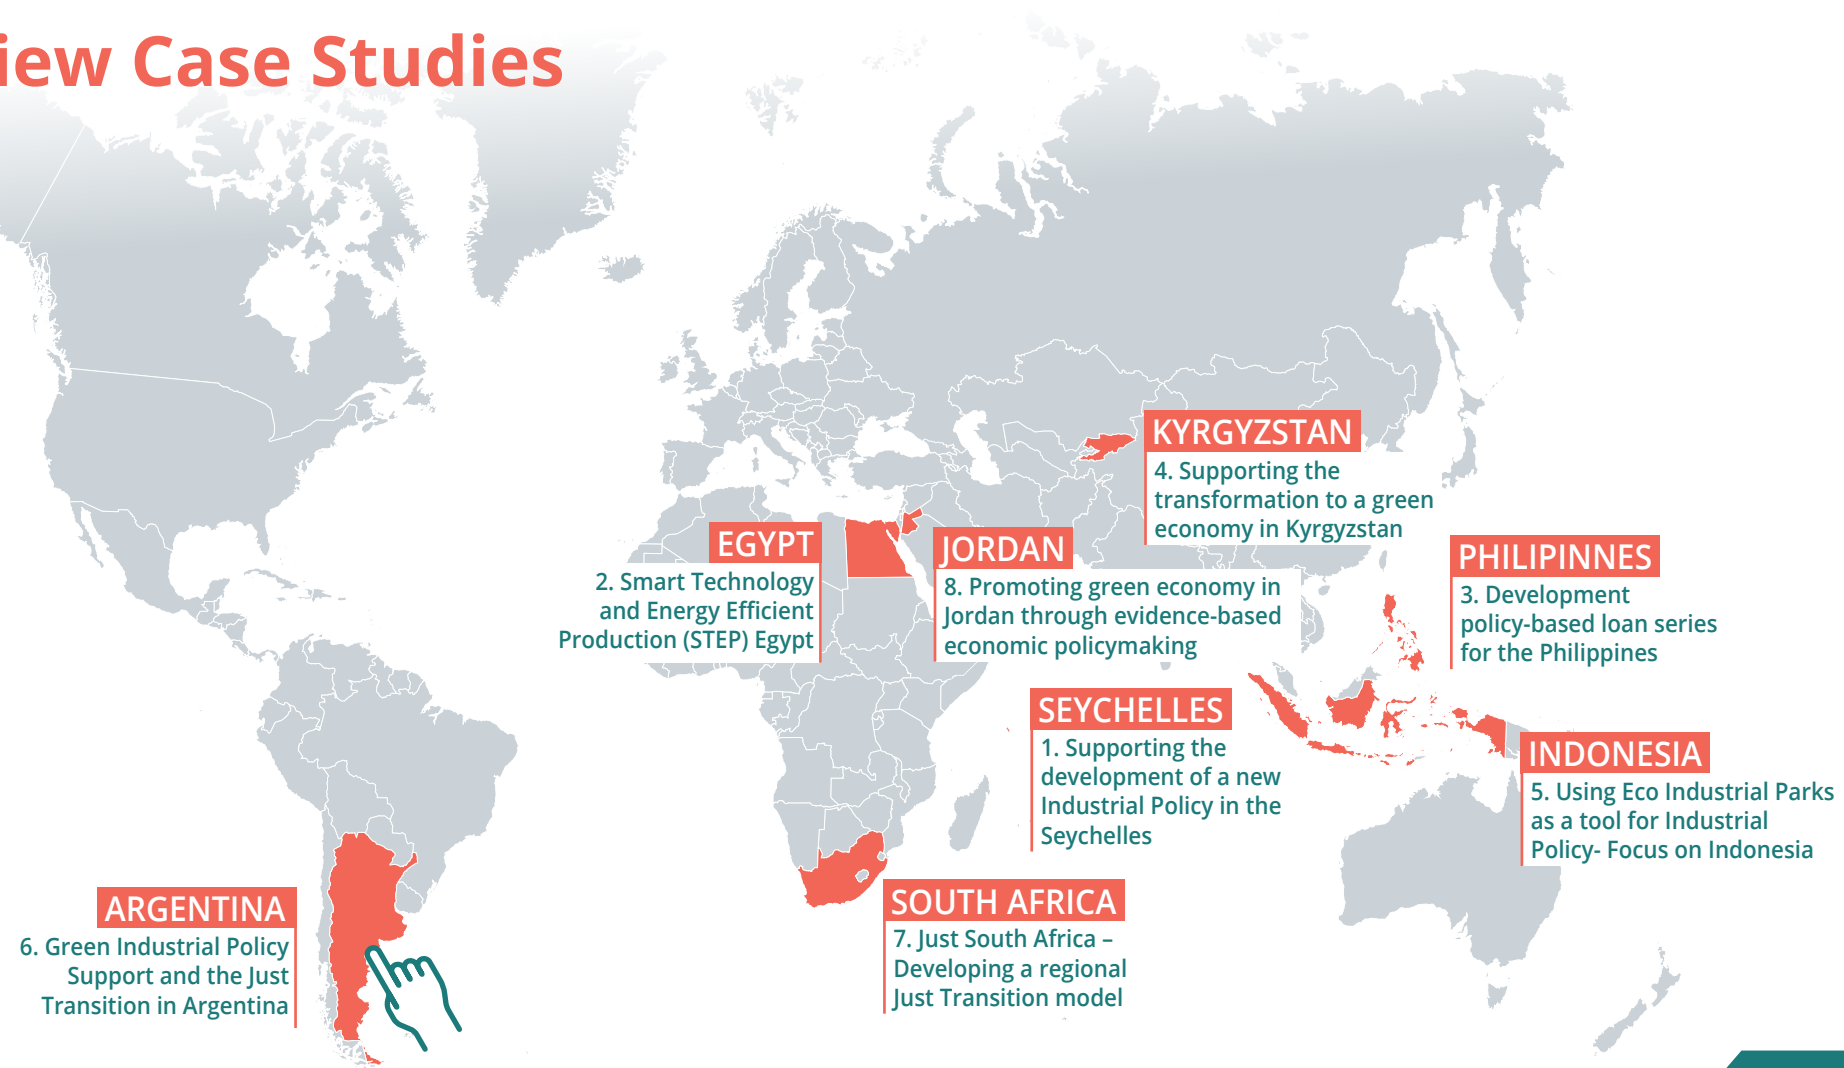 iew Case Studies
KYRGYZSTAN
4. Supporting the
transformation to a green
economy in Kyrgyzstan
EGYPT
2. Smart Technology
and Energy Efficient
Production (STEP) Egypt
JORDAN
8. Promoting green economy in
Jordan through evidence-based
economic policymaking
PHILIPINNES
3. Development
policy-based loan series
for the Philippines
SEYCHELLES
1. Supporting the
development of a new
Industrial Policy in the
Seychelles
INDONESIA
5. Using Eco Industrial Parks
as a tool for Industrial
Policy- Focus on Indonesia
ARGENTINA
6. Green Industrial Policy
Support and the Just
Transition in Argentina
SOUTH AFRICA
7. Just South Africa –
Developing a regional
Just Transition model